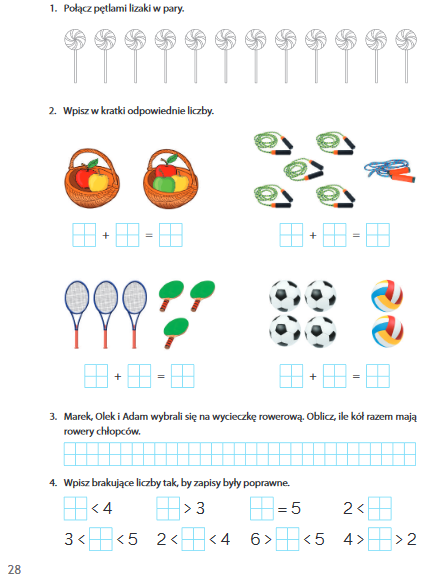 1. Połącz pętlami lizaki w pary.
2. Wpisz w kratki odpowiednie liczby.
+ =
+ =
+ =
+ =
3. Marek, Olek i Adam wybrali się na wycieczkę rowerową. Oblicz, ile kół razem mają
rowery chłopców.
4. Wpisz brakujące liczby tak, by zapisy były poprawne.
< 4
> 3
= 5
2 <
3 < < 5
2 < < 4
6 > < 5
4 > > 2
28